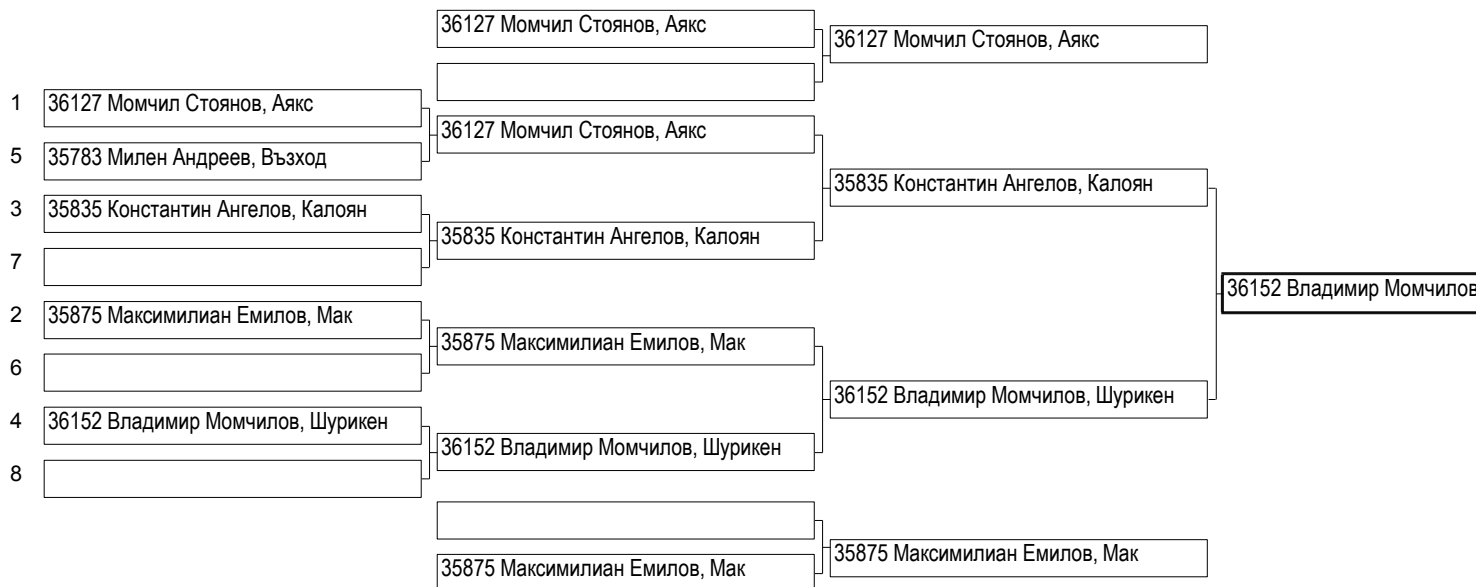 36127 Момчил Стоянов, Аякс
36127 Момчил Стоянов, Аякс
1 36127 Момчил Стоянов, Аякс
36127 Момчил Стоянов, Аякс
5 35783 Милен Андреев, Възход
35835 Константин Ангелов, Калоян
3 35835 Константин Ангелов, Калоян
35835 Константин Ангелов, Калоян
7
36152 Владимир Момчилов
2 35875 Максимилиан Емилов, Мак
35875 Максимилиан Емилов, Мак
6
36152 Владимир Момчилов, Шурикен
4 36152 Владимир Момчилов, Шурикен
36152 Владимир Момчилов, Шурикен
8
35875 Максимилиан Емилов, Мак
35875 Максимилиан Емилов, Мак